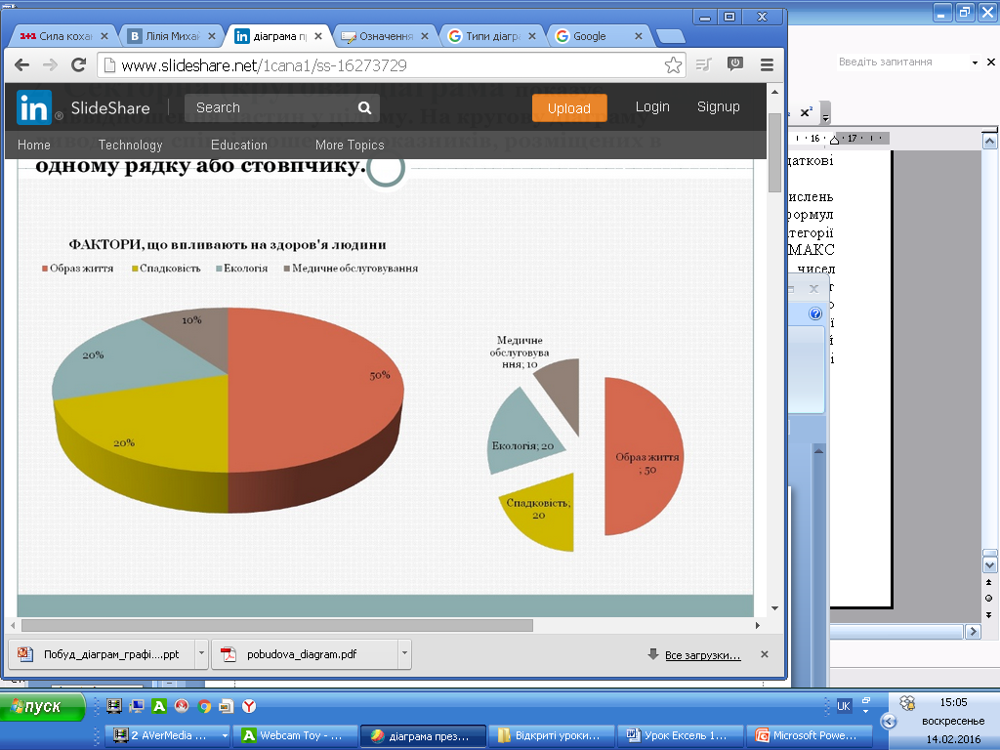 Сила кохан
Лілія Михай
діаграма пр
Означення
Типи діагр
Google
www.slideshare.net/1cana1/ss-16273729
Введіть запитання
in SlideShare
Search
Upload
Login
Signup
Home
Technology
Education
More Topics
одному рядку або стовпчику.
ФАКТОРИ, що впливають на здоров'я людини
Образ життя Спадковість Екологія Медичне обслуговування
10%
20%
50%
20%
Медичне
обслуговува
ння; 10
Екологія; 20
Образ життя
; 50
Спадковість;
20
16 17
даткові
ислень
формул
тегорії
МАКС
чисел
Побуд_діаграм_графі....ppt
pobudova_diagram.pdf
Все загрузки...
пуск
UK
15:05
воскресенье
14.02.2016
2 AVerMedia ...
Webcam Toy - ...
діаграма през...
Відкриті уроки...
Урок Ексель 1...
Microsoft Powe...